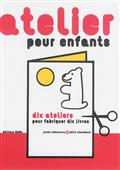 atelier
pour enfants
dix ateliers
pour fabriquer dix livres